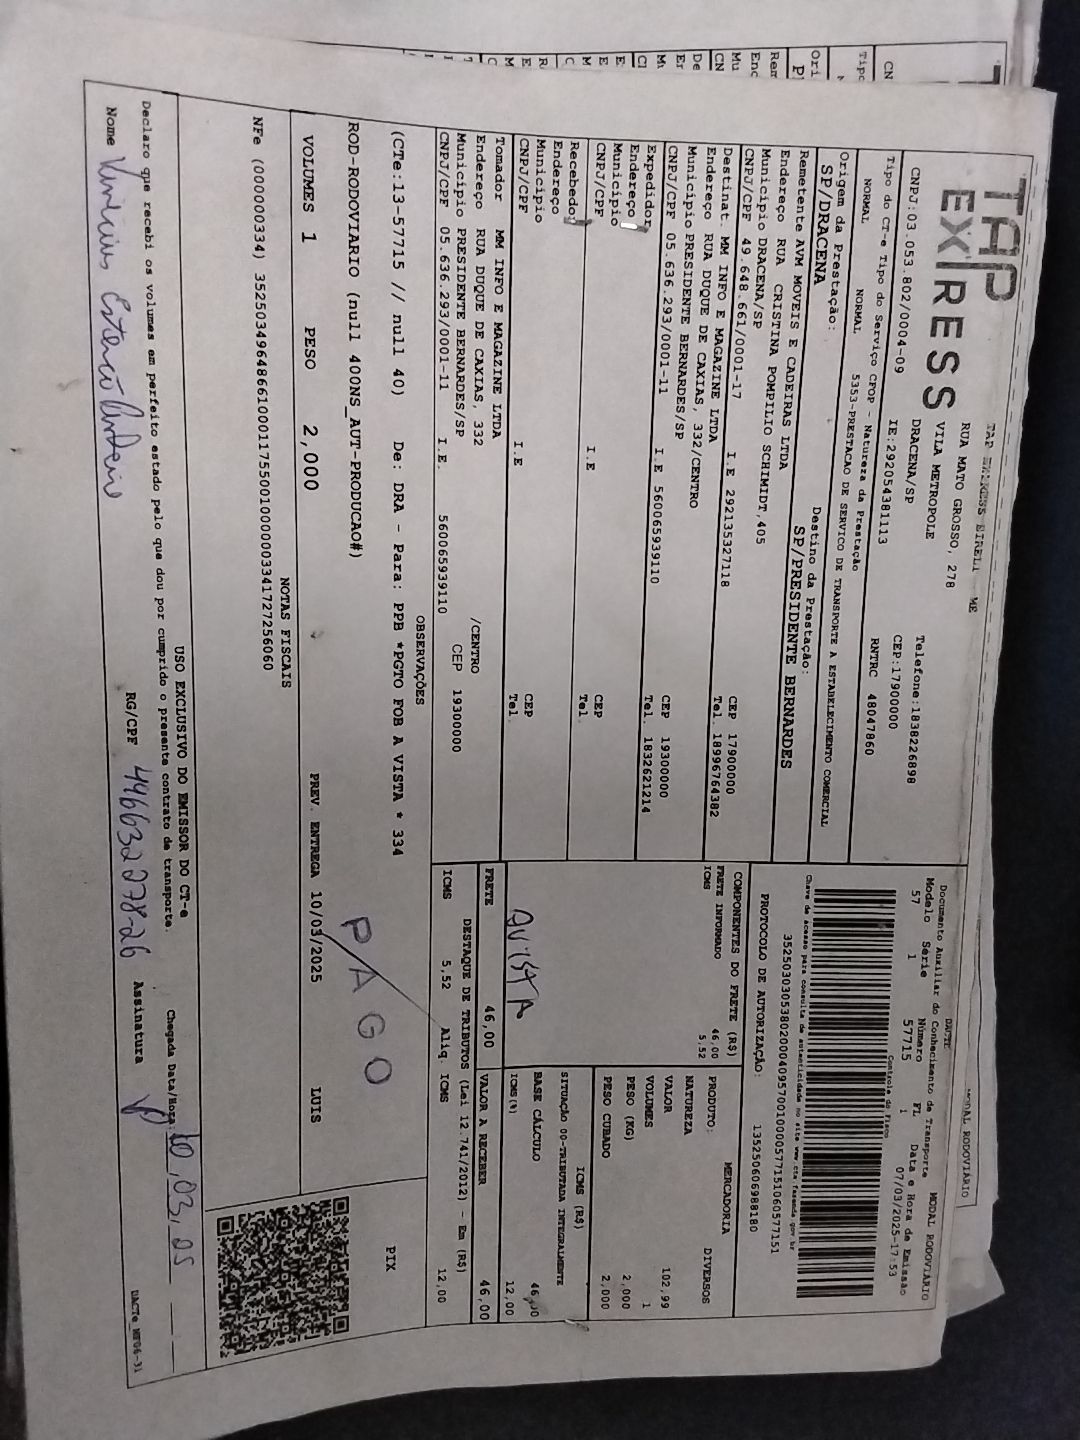 TAP
EXPRESS
TAP EXPRESS EIRELI ME
RUA MATO GROSSO, 278
VILA METROPOLE
DRACENA/SP
Telefone:1838226898
CEP:17900000
CNPJ:03.053.802/0004-09
IE:292054381113
RNTRC 48047860
Tipo do CT-e Tipo do Serviço CFOP - Natureza da Prestação
NORMAL NORMAL 5353-PRESTACAO DE SERVICO DE TRANSPORTE A ESTABELECIMENTO COMERCIAL
Origem da Prestação: Destino da Prestação:
SP/DRACENA SP/PRESIDENTE BERNARDES
Remetente AVM MOVEIS E CADEIRAS LTDA
Endereço RUA CRISTINA POMPILIO SCHIMIDT, 405
Município DRACENA/SP CEP 17900000
CNPJ/CPF 49.648.661/0001-17 I.E 292135327118 Tel. 18996764382
Destinat. MM INFO E MAGAZINE LTDA
Endereço RUA DUQUE DE CAXIAS, 332/CENTRO
Município PRESIDENTE BERNARDES/SP CEP 19300000
CNPJ/CPF 05.636.293/0001-11 I.E 560065939110 Tel. 1832621214
Expedidor
Endereço
Município CEP
CNPJ/CPF I.E Tel.
Recebedor
Endereço
Município CEP
CNPJ/CPF I.E Tel.
Tomador MM INFO E MAGAZINE LTDA
Endereço RUA DUQUE DE CAXIAS, 332 /CENTRO
Município PRESIDENTE BERNARDES/SP CEP 19300000
CNPJ/CPF 05.636.293/0001-11 I.E. 560065939110
MODAL RODOVIÁRIO
DACTE
Documento Auxiliar do Conhecimento de Transporte MODAL RODOVIÁRIO
Modelo Série Número Fl Data e Hora de Emissão
57 1 57715 1 07/03/2025-17:53
Controle do Fisco
Chave de acesso para consulta de autenticidade no site www.cte.fazenda.gov.br
35250303053802000409570010000577151060577151
PROTOCOLO DE AUTORIZAÇÃO: 135250606988180
COMPONENTES DO FRETE (R$)
FRETE INFORMADO 46,00
ICMS 5,52
AVISTA
FRETE 46,00
MERCADORIA
PRODUTO: DIVERSOS
NATUREZA
VALOR 102,99
VOLUMES 1
PESO (KG) 2,000
PESO CUBADO 2,000
ICMS (R$)
SITUAÇÃO 00-TRIBUTADA INTEGRALMENTE
BASE CÁLCULO
ICMS(%) 12,00
VALOR A RECEBER 46,00
DESTAQUE DE TRIBUTOS (Lei 12.741/2012) - Em (R$)
ICMS 5,52 Aliq. ICMS 12,00
OBSERVAÇÕES
(CTe:13-57715 // null 40) De: DRA - Para: PPB *PGTO FOB A VISTA * 334
ROD-RODOVIARIO (null 400NS_AUT-PRODUCAO#)
PAGO
PIX
VOLUMES 1 PESO 2,000 PREV. ENTREGA 10/03/2025 LUIS
NOTAS FISCAIS
NFe (000000334) 35250349648661000117550010000003341727256060
USO EXCLUSIVO DO EMISSOR DO CT-e
Declaro que recebi os volumes em perfeito estado pelo que dou por cumprido o presente contrato de transporte. Chegada Data/Hora 10,03,25
Nome RG/CPF 446632278-26 Assinatura
DACTe_MF06-31